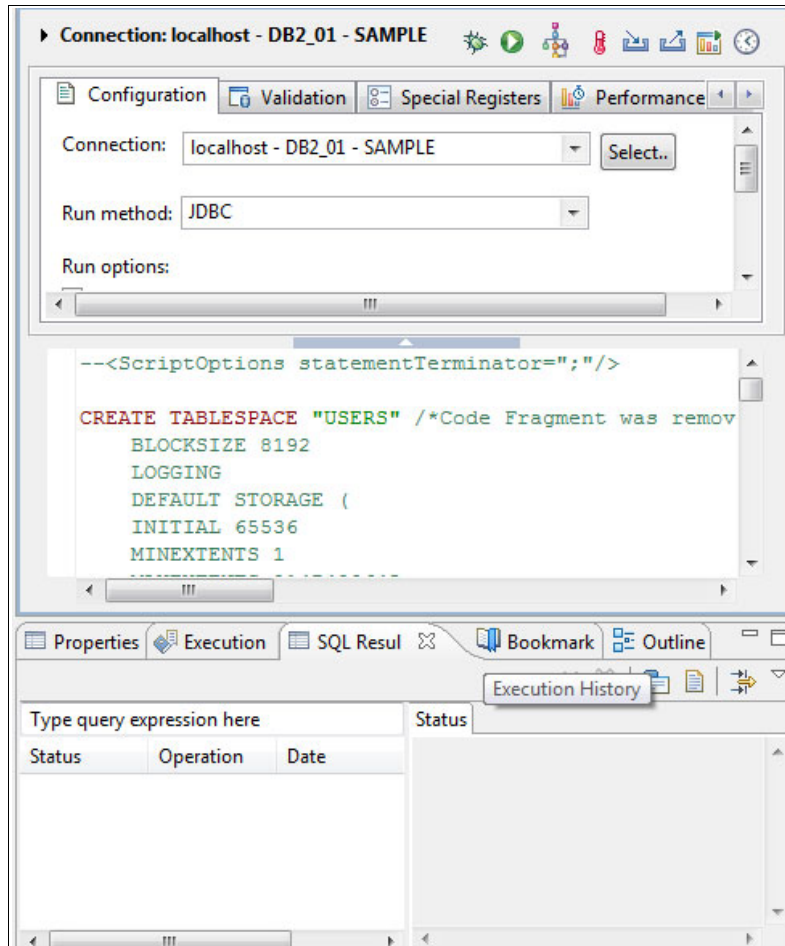 Connection: localhost - DB2_01 - SAMPLE
Configuration Validation Special Registers Performance
Connection: localhost - DB2_01 - SAMPLE Select..
Run method: JDBC
Run options:
--<ScriptOptions statementTerminator=";"/>
CREATE TABLESPACE "USERS" /*Code Fragment was remov
BLOCKSIZE 8192
LOGGING
DEFAULT STORAGE (
INITIAL 65536
MINEXTENTS 1
Properties Execution SQL Resul Bookmark Outline
Execution History
Type query expression here Status
Status Operation Date